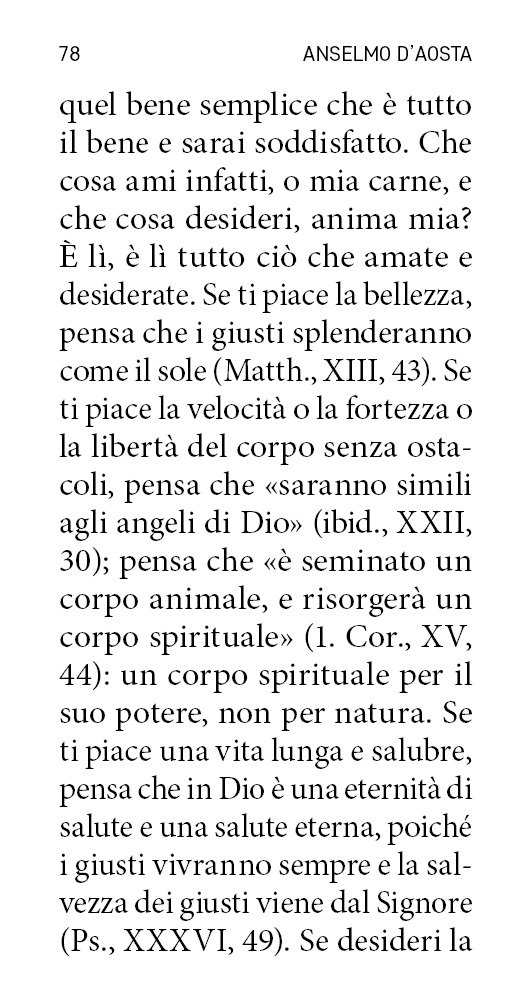 78
ANSELMO D'AOSTA
quel bene semplice che è tutto
il bene e sarai soddisfatto. Che
cosa ami infatti, o mia carne, e
che cosa desideri, anima mia?
È lì, è lì tutto ciò che amate e
desiderate. Se ti piace la bellezza,
pensa che i giusti splenderanno
come il sole (Matth., XIII, 43). Se
ti piace la velocità o la fortezza o
la libertà del corpo senza osta-
coli, pensa che «saranno simili
agli angeli di Dio» (ibid., XXII,
30); pensa che «è seminato un
corpo animale, e risorgerà un
corpo spirituale» (1. Cor., XV,
44): un corpo spirituale per il
suo potere, non per natura. Se
ti piace una vita lunga e salubre,
pensa che in Dio è una eternità di
salute e una salute eterna, poiché
i giusti vivranno sempre e la sal-
vezza dei giusti viene dal Signore
(Ps., XXXVI, 49). Se desideri la